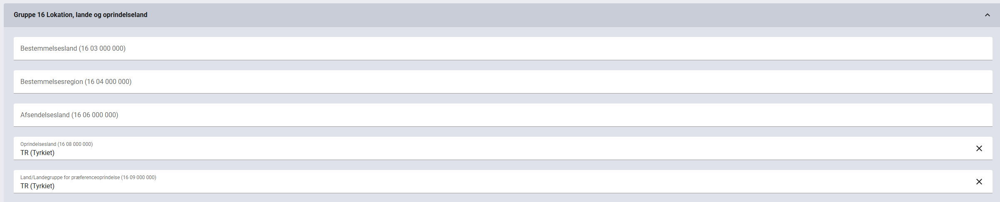 Gruppe 16 Lokation, lande og oprindelseland
Bestemmelsesland (16 03 000 000)
Bestemmelsesregion (16 04 000 000)
Afsendelsesland (16 06 000 000)
Oprindelsesland (16 08 000 000)
TR (Tyrkiet)
Land/Landegruppe for præferenceoprindelse (16 09 000 000)
TR (Tyrkiet)